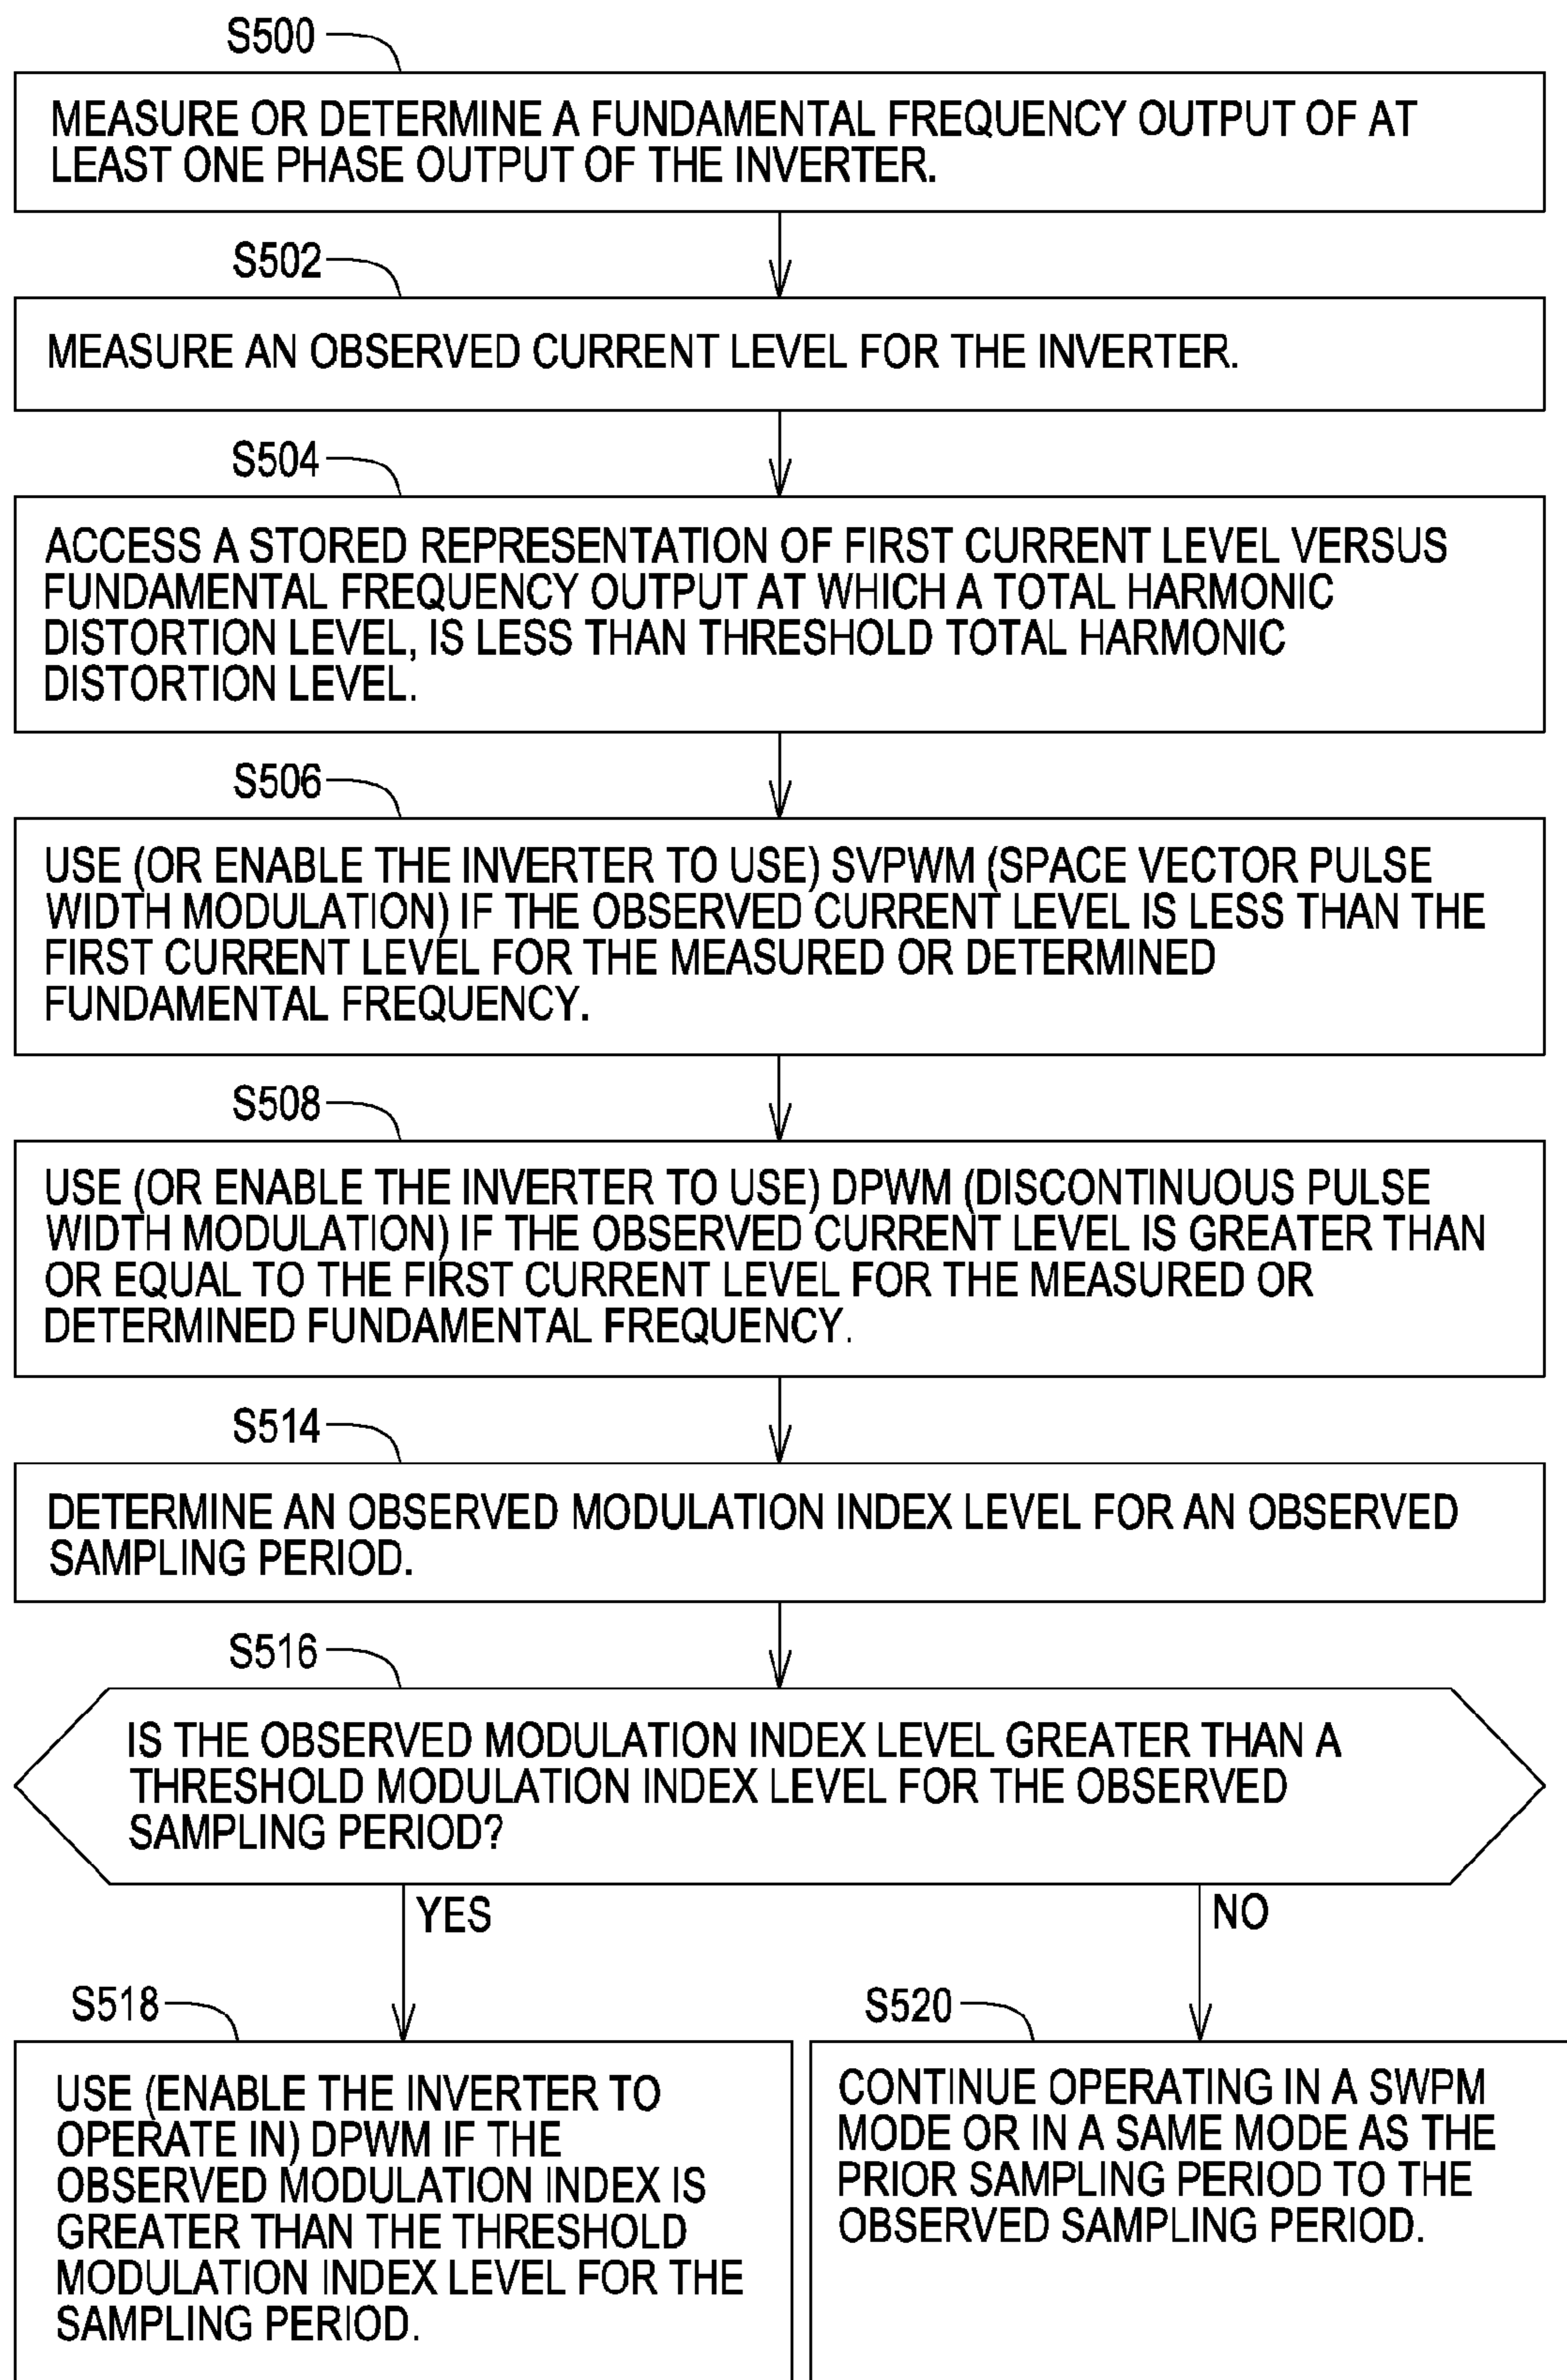 S500
MEASURE OR DETERMINE A FUNDAMENTAL FREQUENCY OUTPUT OF AT
LEAST ONE PHASE OUTPUT OF THE INVERTER.
S502
MEASURE AN OBSERVED CURRENT LEVEL FOR THE INVERTER.
S504
ACCESS A STORED REPRESENTATION OF FIRST CURRENT LEVEL VERSUS
FUNDAMENTAL FREQUENCY OUTPUT AT WHICH A TOTAL HARMONIC
DISTORTION LEVEL, IS LESS THAN THRESHOLD TOTAL HARMONIC
DISTORTION LEVEL.
S506
USE (OR ENABLE THE INVERTER TO USE) SVPWM (SPACE VECTOR PULSE
WIDTH MODULATION) IF THE OBSERVED CURRENT LEVEL IS LESS THAN THE
FIRST CURRENT LEVEL FOR THE MEASURED OR DETERMINED
FUNDAMENTAL FREQUENCY.
S508
USE (OR ENABLE THE INVERTER TO USE) DPWM (DISCONTINUOUS PULSE
WIDTH MODULATION) IF THE OBSERVED CURRENT LEVEL IS GREATER THAN
OR EQUAL TO THE FIRST CURRENT LEVEL FOR THE MEASURED OR
DETERMINED FUNDAMENTAL FREQUENCY.
S514
DETERMINE AN OBSERVED MODULATION INDEX LEVEL FOR AN OBSERVED
SAMPLING PERIOD.
S516
IS THE OBSERVED MODULATION INDEX LEVEL GREATER THAN A
THRESHOLD MODULATION INDEX LEVEL FOR THE OBSERVED
SAMPLING PERIOD?
YES
NO
S518
USE (ENABLE THE INVERTER TO
OPERATE IN) DPWM IF THE
OBSERVED MODULATION INDEX IS
GREATER THAN THE THRESHOLD
MODULATION INDEX LEVEL FOR THE
SAMPLING PERIOD.
S520
CONTINUE OPERATING IN A SWPM
MODE OR IN A SAME MODE AS THE
PRIOR SAMPLING PERIOD TO THE
OBSERVED SAMPLING PERIOD.